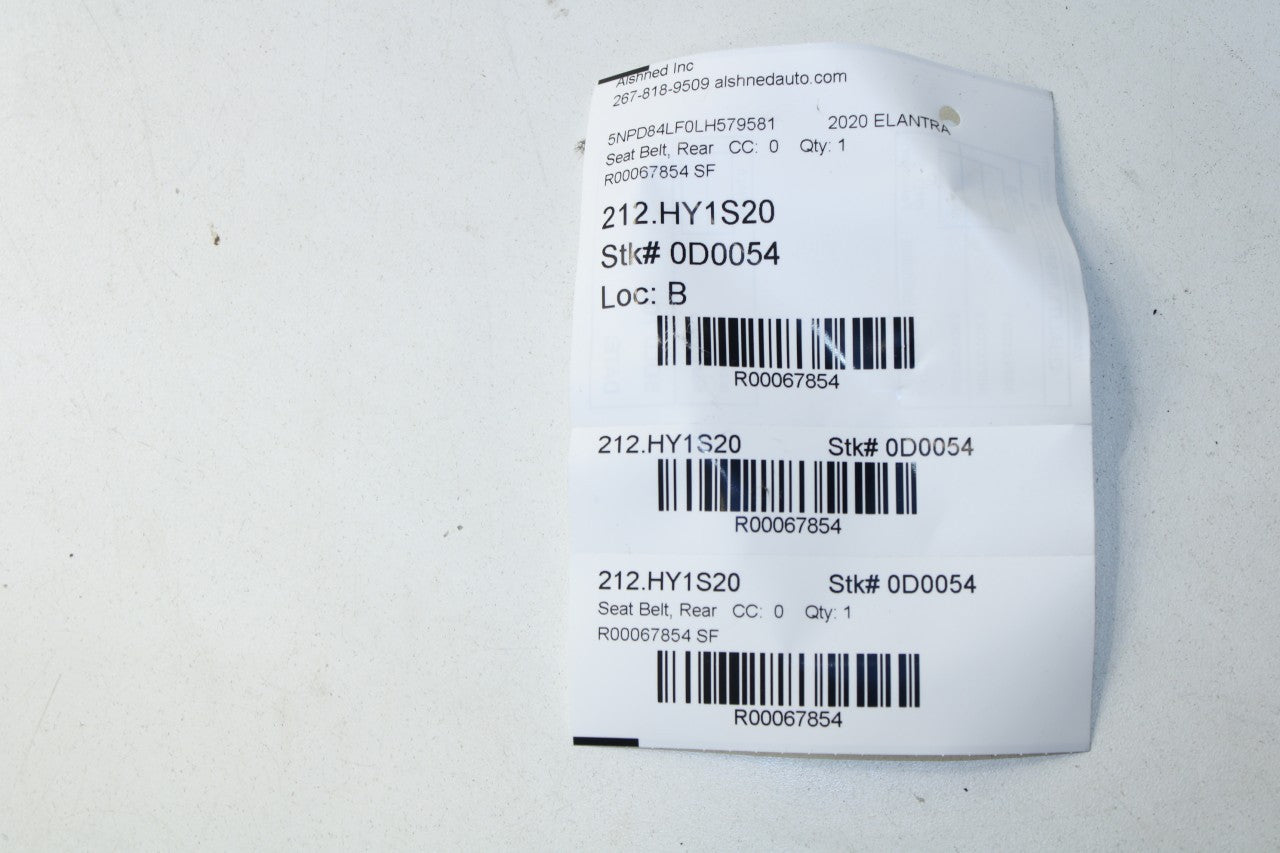 Alshned Inc
267-818-9509 alshnedauto.com
5NPD84LF0LH579581 2020 ELANTRA
Seat Belt, Rear CC: 0 Qty: 1
R00067854 SF
212.HY1S20
Stk# 0D0054
Loc: B
R00067854
212.HY1S20 Stk# 0D0054
R00067854
212.HY1S20 Stk# 0D0054
Seat Belt, Rear CC: 0 Qty: 1
R00067854 SF
R00067854